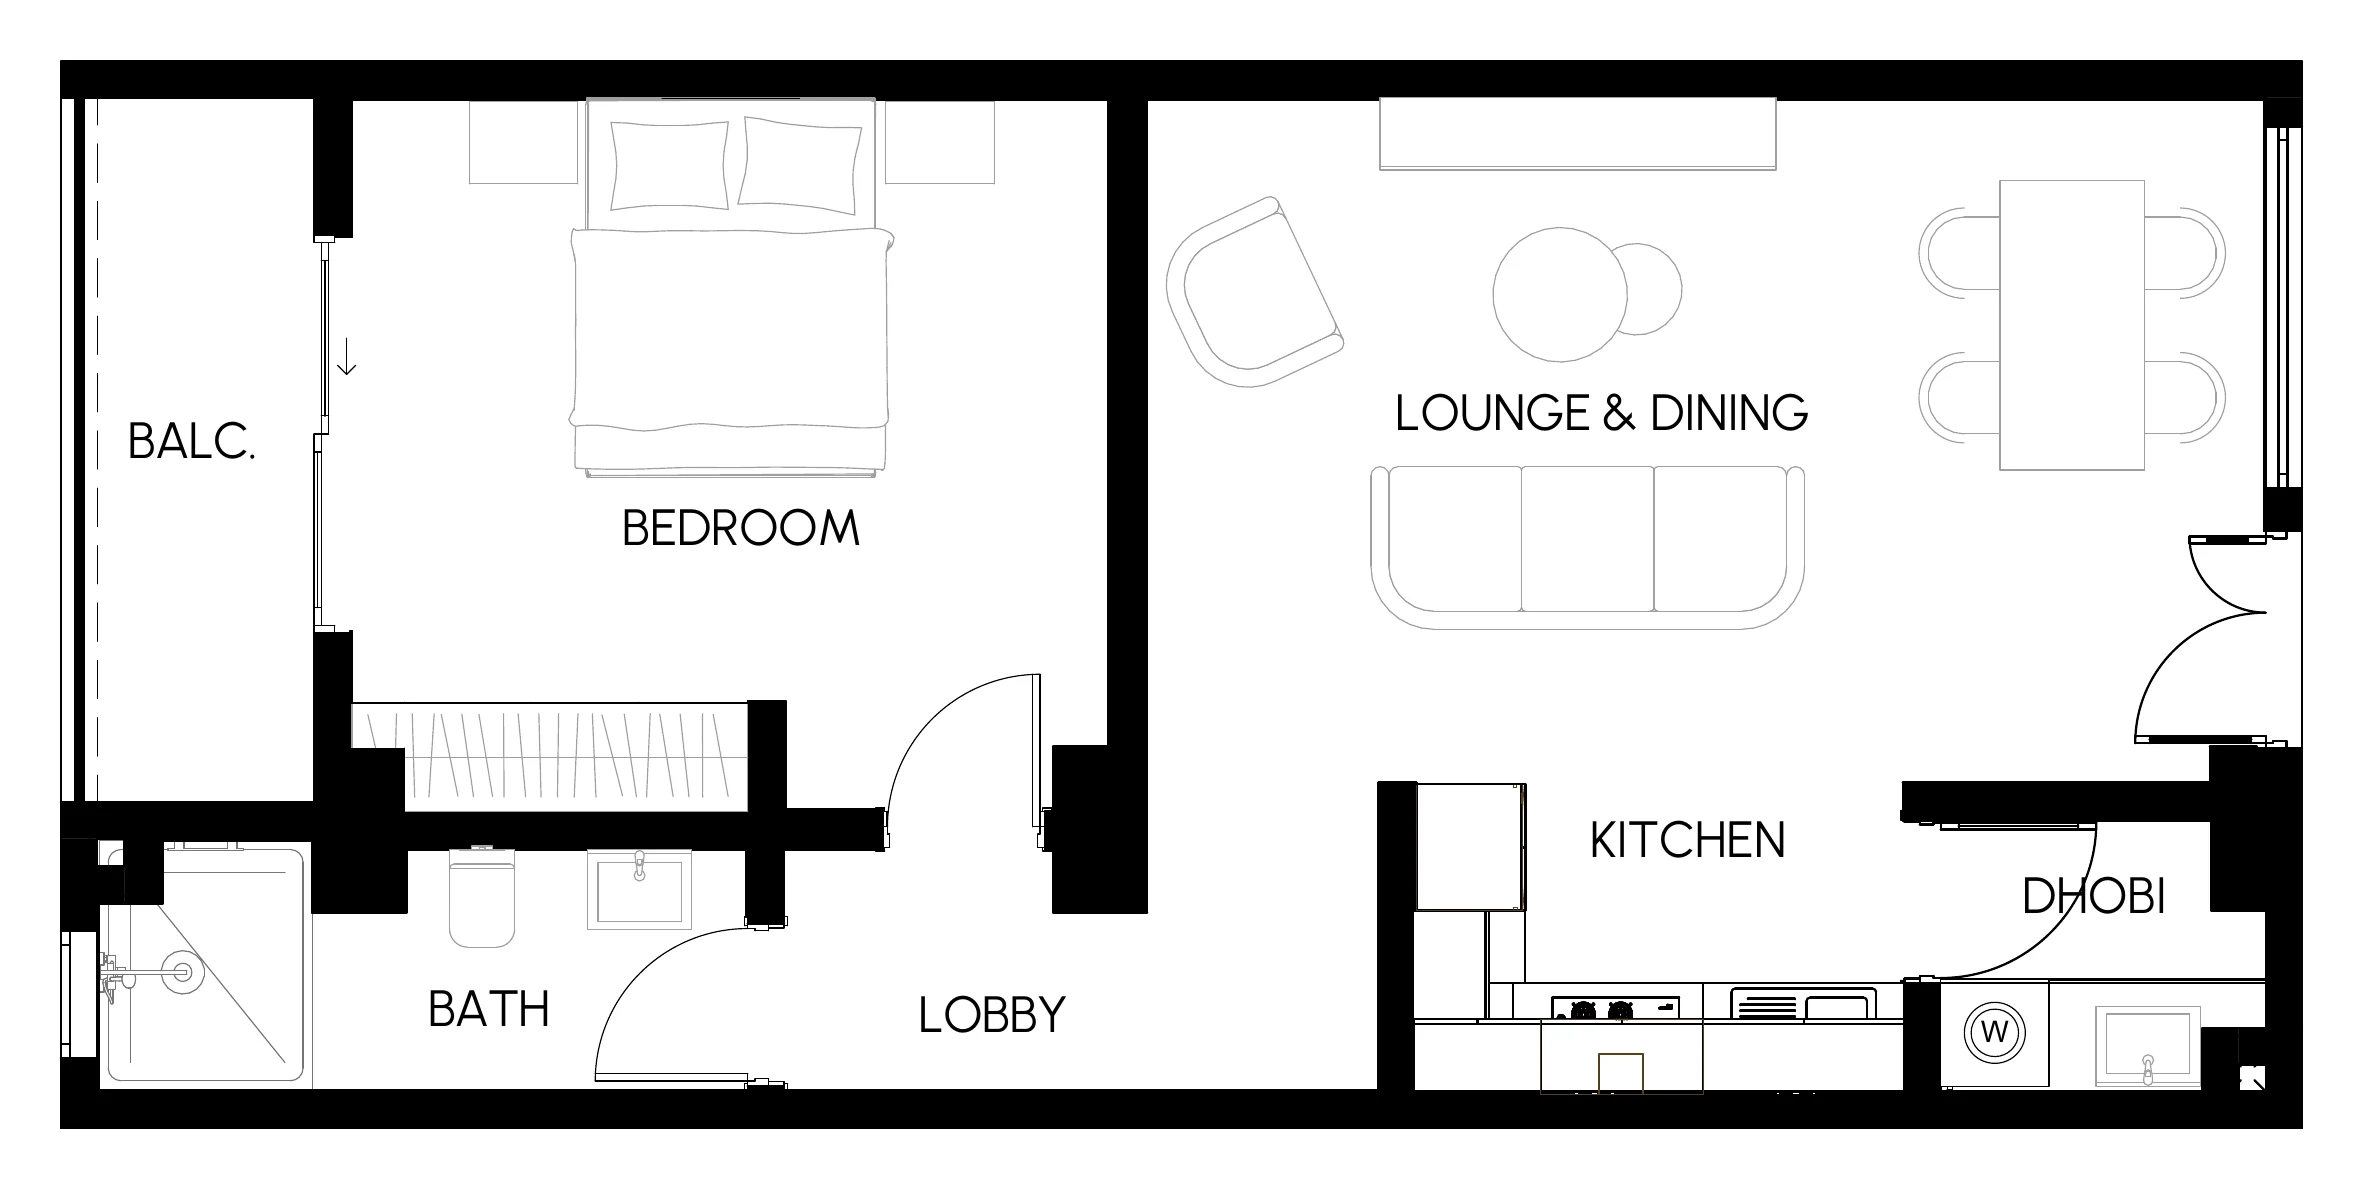 LOUNGE & DINING
BALC.
BEDROOM
KITCHEN
DHOBI
BATH
LOBBY
W